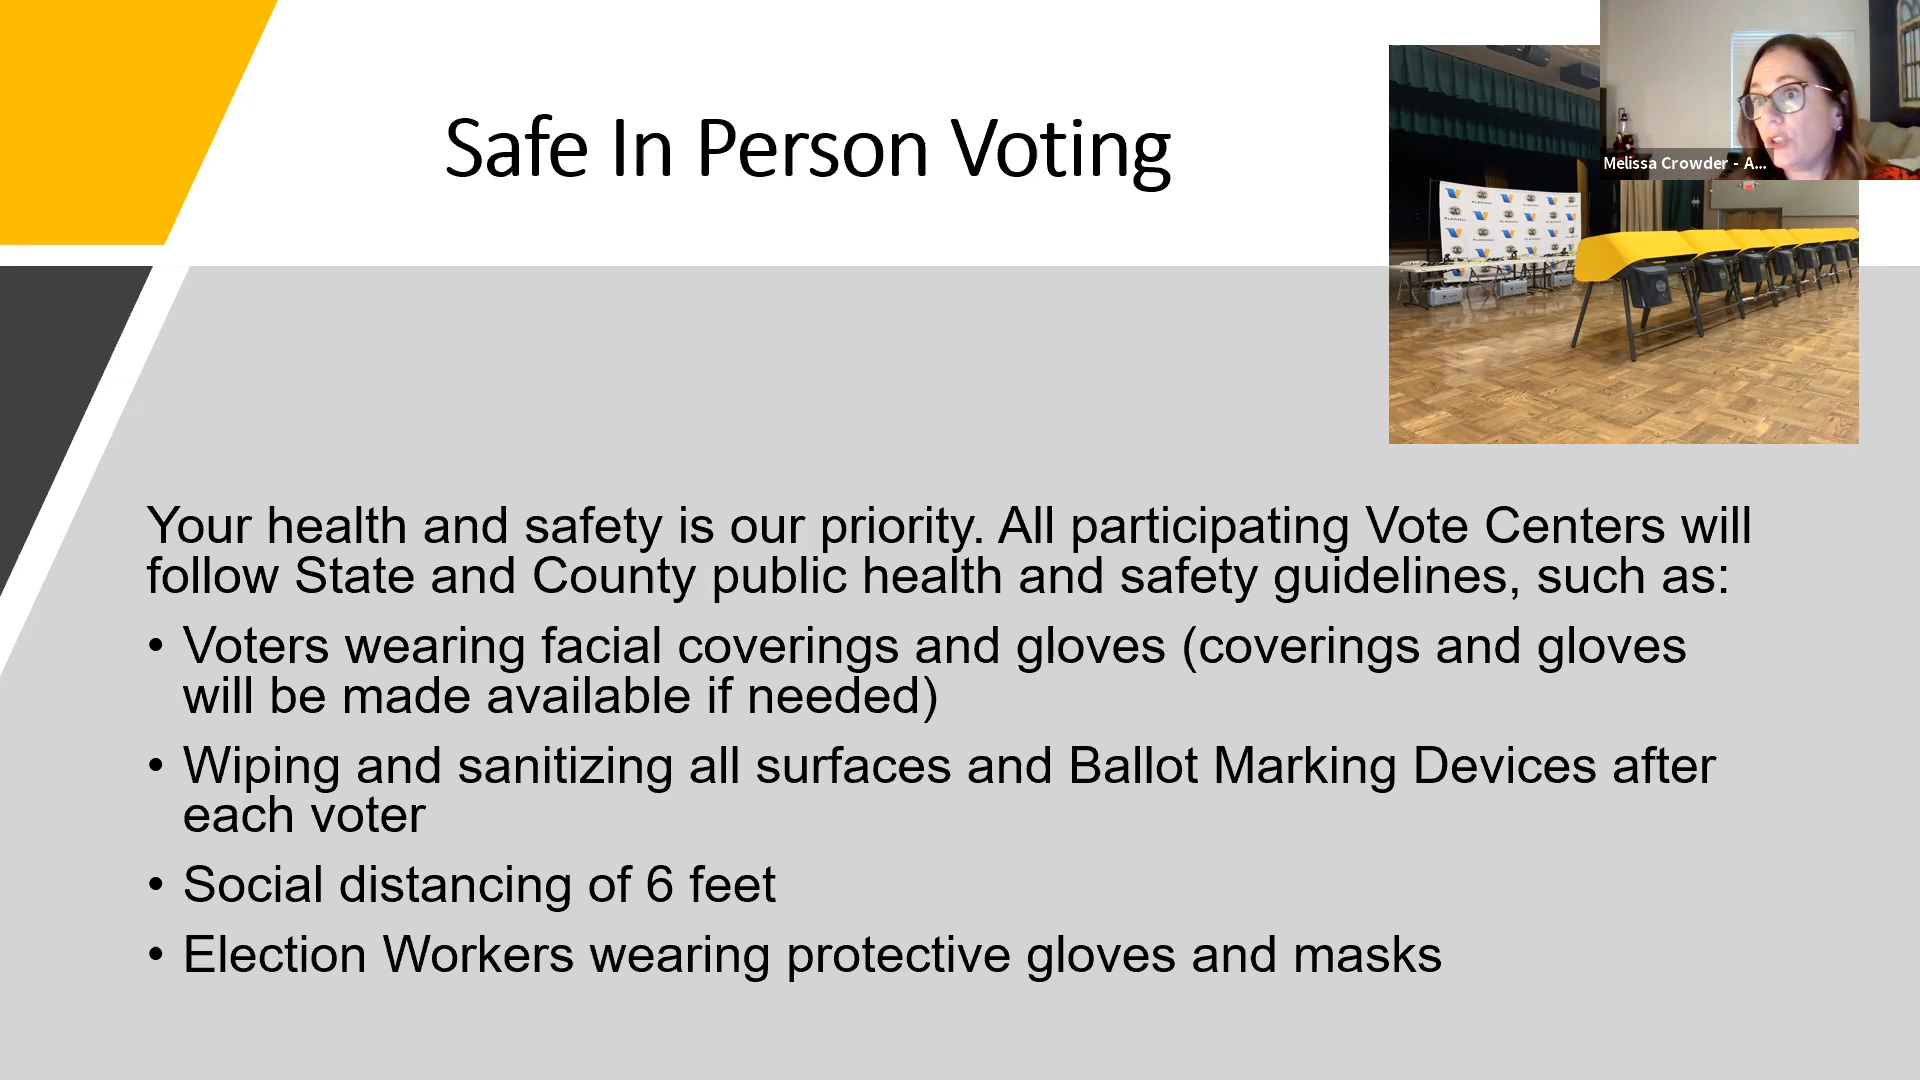 Safe In Person Voting
Melissa Crowder - A...
Your health and safety is our priority. All participating Vote Centers will
follow State and County public health and safety guidelines, such as:
• Voters wearing facial coverings and gloves (coverings and gloves
will be made available if needed)
• Wiping and sanitizing all surfaces and Ballot Marking Devices after
each voter
• Social distancing of 6 feet
• Election Workers wearing protective gloves and masks